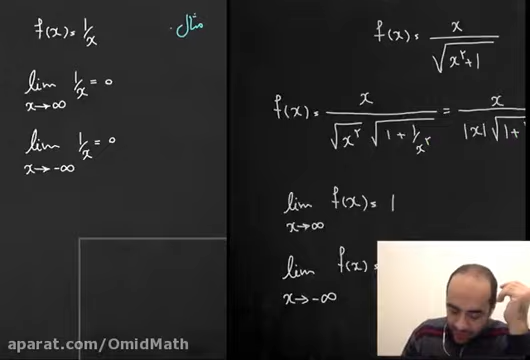 مثال.
f(x) = 1/x
lim x→∞ 1/x = 0
lim x→-∞ 1/x = 0
f(x) = x / √(x²+1)
f(x) = x / (√x² √(1 + 1/x²)) = x / (|x| √(1+
lim x→∞ f(x) = 1
lim x→-∞ f(x) =
aparat.com/OmidMath